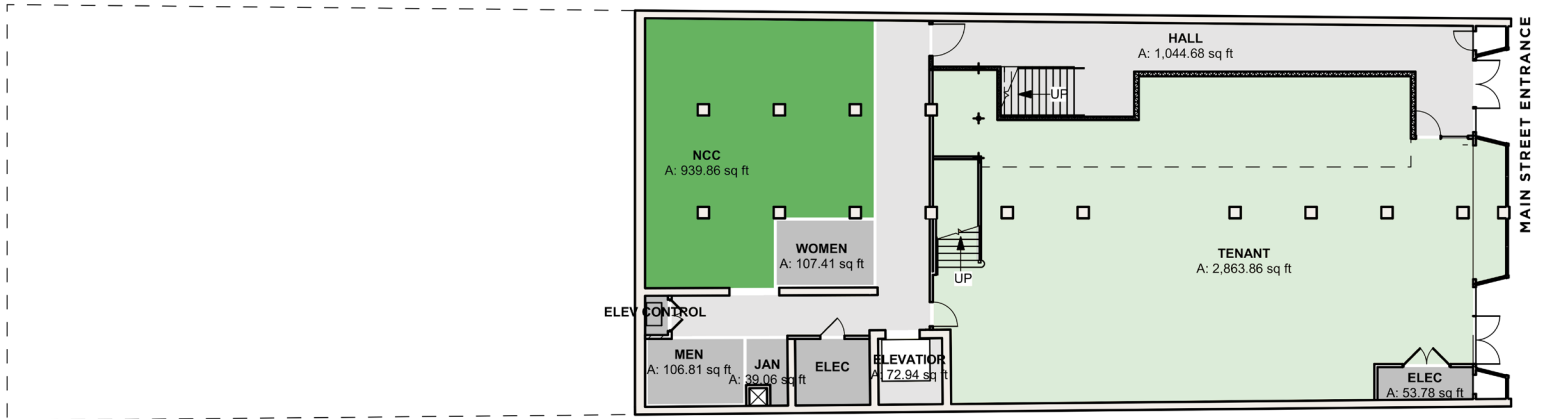 HALL
A: 1,044.68 sq ft
UP
MAIN STREET ENTRANCE
NCC
A: 939.86 sq ft
WOMEN
A: 107.41 sq ft
UP
TENANT
A: 2,863.86 sq ft
ELEV CONTROL
MEN
A: 106.81 sq ft
JAN
A: 39.06 sq ft
ELEC
ELEVATIOR
A: 72.94 sq ft
ELEC
A: 53.78 sq ft